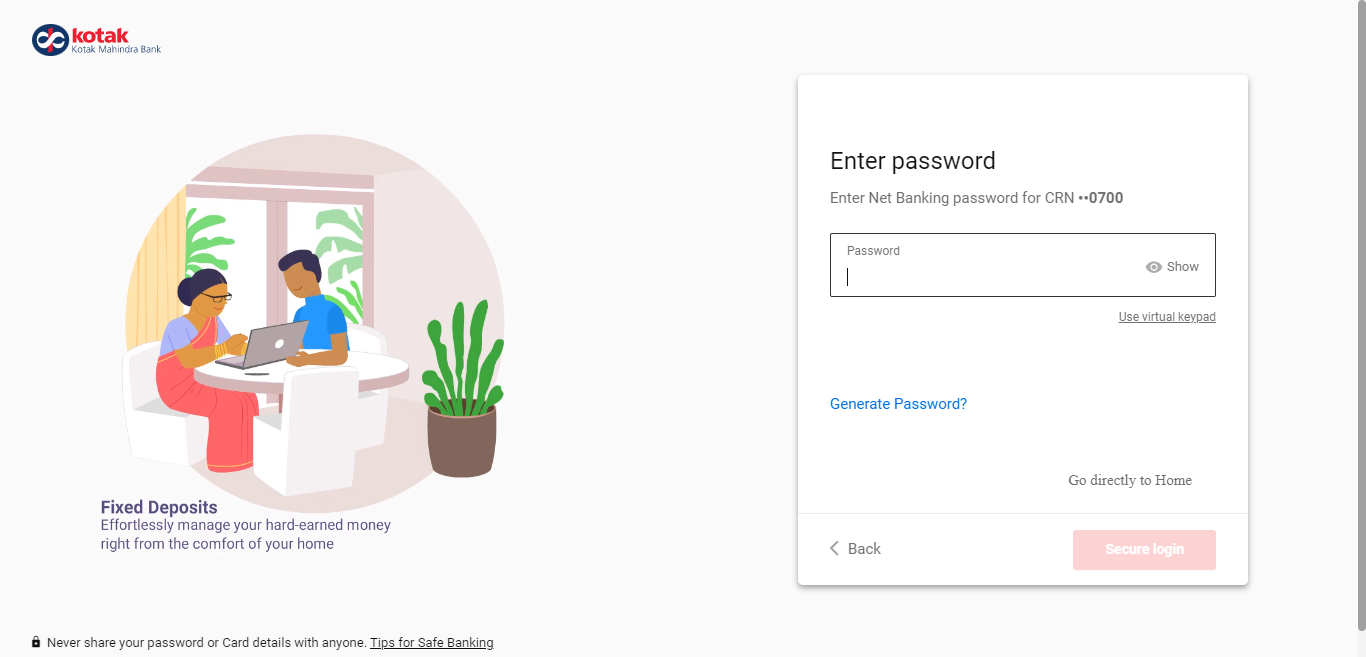 kotak
Kotak Mahindra Bank
Enter password
Enter Net Banking password for CRN ••0700
Password
Show
Use virtual keypad
Generate Password?
Go directly to Home
Back
Secure login
Fixed Deposits
Effortlessly manage your hard-earned money
right from the comfort of your home
Never share your password or Card details with anyone. Tips for Safe Banking